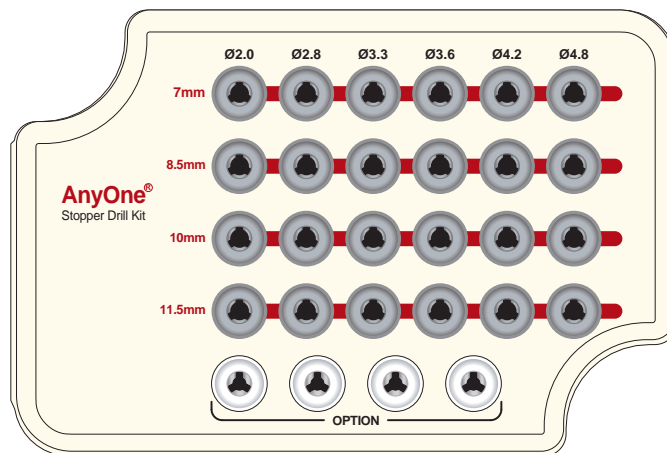 Ø2.0 Ø2.8 Ø3.3 Ø3.6 Ø4.2 Ø4.8
7mm
8.5mm
AnyOne®
Stopper Drill Kit
10mm
11.5mm
OPTION